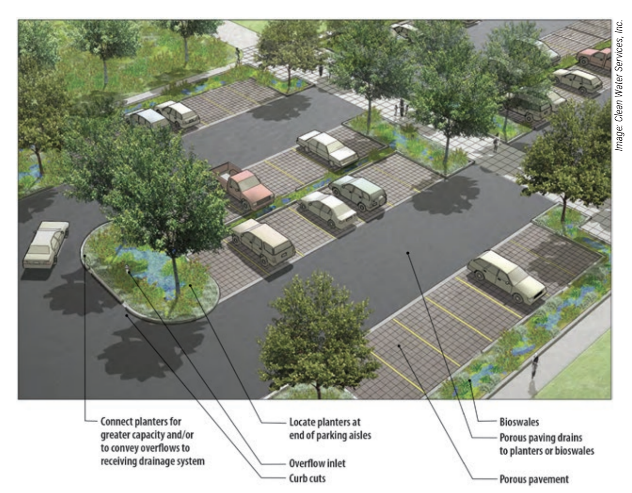 Image: Clean Water Services, Inc.
Connect planters for
greater capacity and/or
to convey overflows to
receiving drainage system
Overflow inlet
Curb cuts
Locate planters at
end of parking aisles
Bioswales
Porous paving drains
to planters or bioswales
Porous pavement